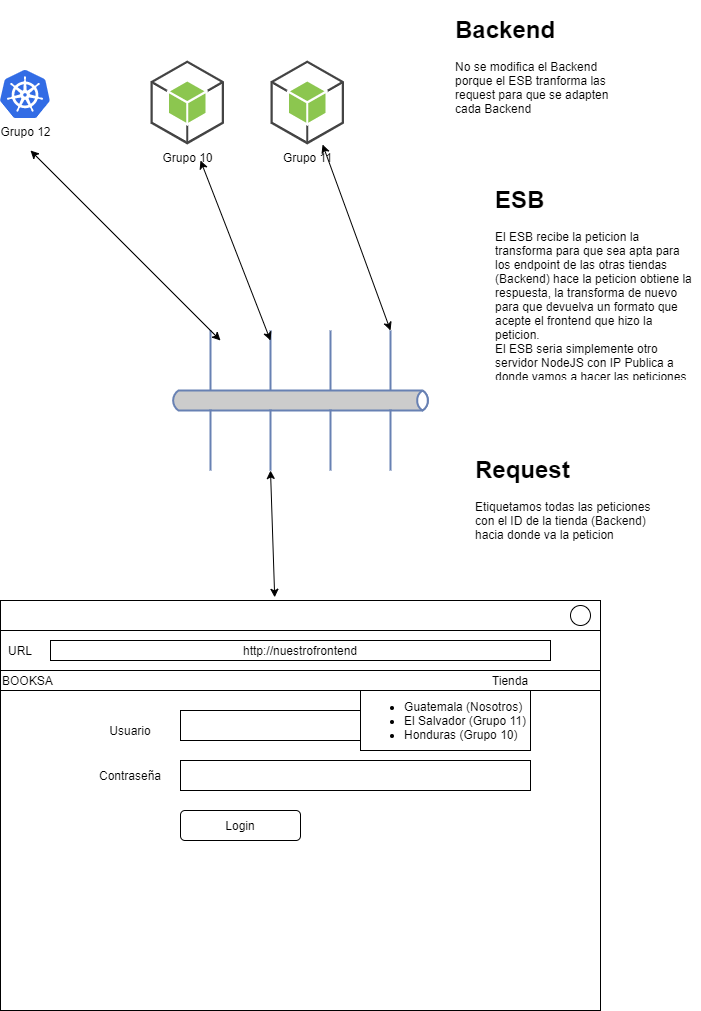 Backend
No se modifica el Backend
porque el ESB tranforma las
request para que se adapten
cada Backend
Grupo 12
Grupo 10
Grupo 11
ESB
El ESB recibe la peticion la
transforma para que sea apta para
los endpoint de las otras tiendas
(Backend) hace la peticion obtiene la
respuesta, la transforma de nuevo
para que devuelva un formato que
acepte el frontend que hizo la
peticion.
El ESB seria simplemente otro
servidor NodeJS con IP Publica a
donde vamos a hacer las peticiones
Request
Etiquetamos todas las peticiones
con el ID de la tienda (Backend)
hacia donde va la peticion
URL
http://nuestrofrontend
BOOKSA
Tienda
Guatemala (Nosotros)
El Salvador (Grupo 11)
Honduras (Grupo 10)
Usuario
Contraseña
Login